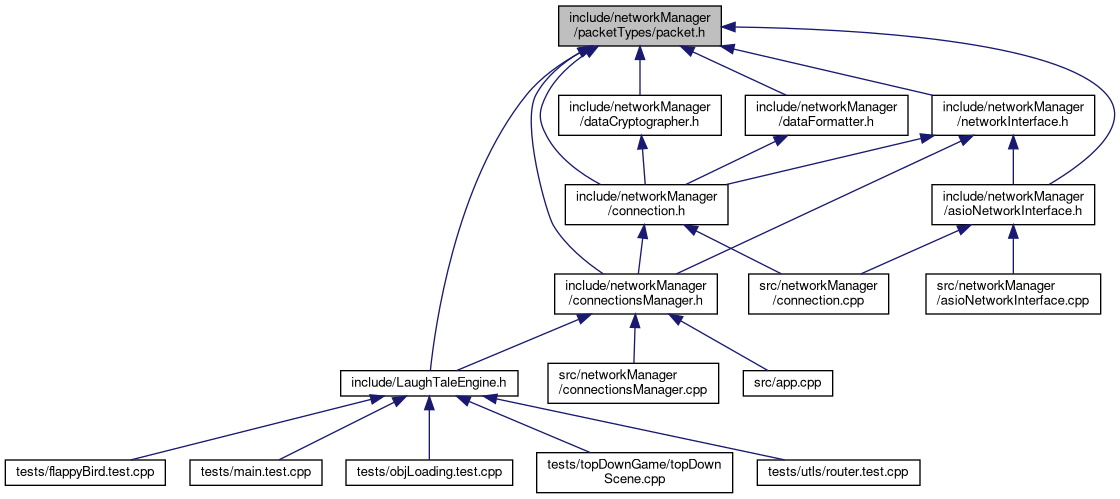 include/networkManager
/packetTypes/packet.h
include/networkManager
/dataCryptographer.h
include/networkManager
/dataFormatter.h
include/networkManager
/networkInterface.h
include/networkManager
/connection.h
include/networkManager
/asioNetworkInterface.h
include/networkManager
/connectionsManager.h
src/networkManager
/connection.cpp
src/networkManager
/asioNetworkInterface.cpp
include/LaughTaleEngine.h
src/networkManager
/connectionsManager.cpp
src/app.cpp
tests/flappyBird.test.cpp
tests/main.test.cpp
tests/objLoading.test.cpp
tests/topDownGame/topDown
Scene.cpp
tests/utls/router.test.cpp